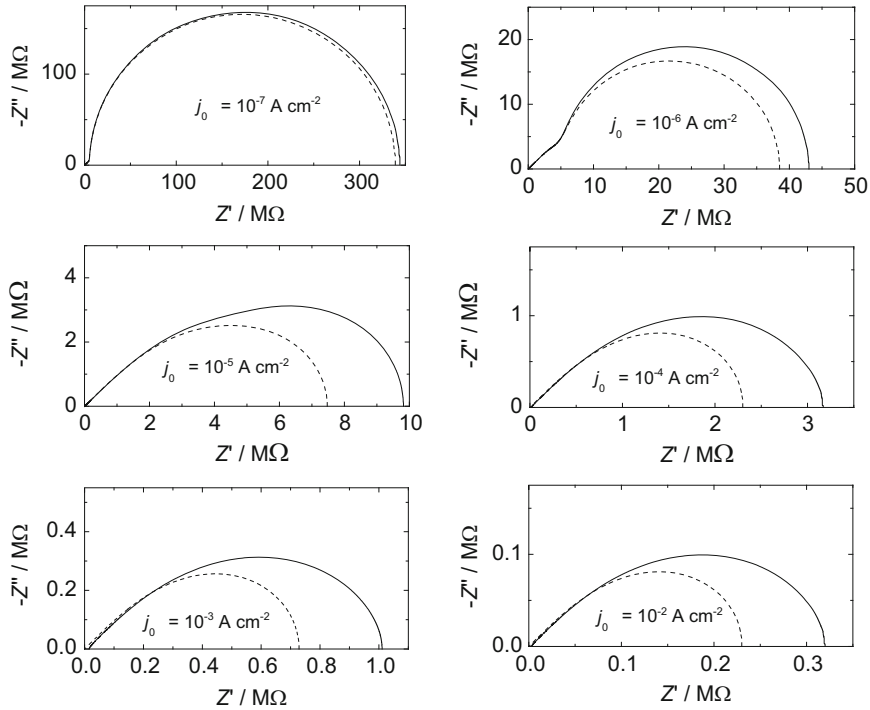 -Z'' / MΩ
100
0
j₀ = 10⁻⁷ A cm⁻²
0 100 200 300
Z' / MΩ
-Z'' / MΩ
20
10
0
j₀ = 10⁻⁶ A cm⁻²
0 10 20 30 40 50
Z' / MΩ
-Z'' / MΩ
4
2
0
j₀ = 10⁻⁵ A cm⁻²
0 2 4 6 8 10
Z' / MΩ
-Z'' / MΩ
1
0
j₀ = 10⁻⁴ A cm⁻²
0 1 2 3
Z' / MΩ
-Z'' / MΩ
0.4
0.2
0.0
j₀ = 10⁻³ A cm⁻²
0.0 0.2 0.4 0.6 0.8 1.0
Z' / MΩ
-Z'' / MΩ
0.1
0.0
j₀ = 10⁻² A cm⁻²
0.0 0.1 0.2 0.3
Z' / MΩ